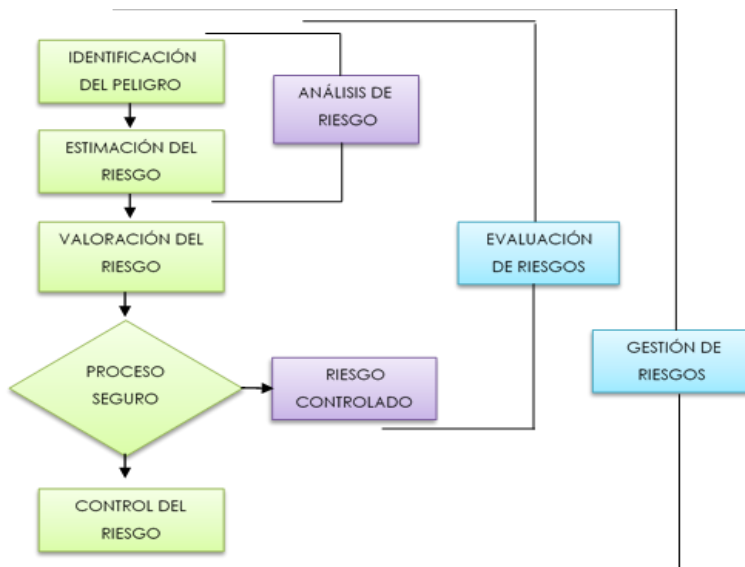 IDENTIFICACIÓN
DEL PELIGRO
ANÁLISIS DE
RIESGO
ESTIMACIÓN DEL
RIESGO
VALORACIÓN DEL
RIESGO
EVALUACIÓN
DE RIESGOS
PROCESO
SEGURO
RIESGO
CONTROLADO
GESTIÓN DE
RIESGOS
CONTROL DEL
RIESGO